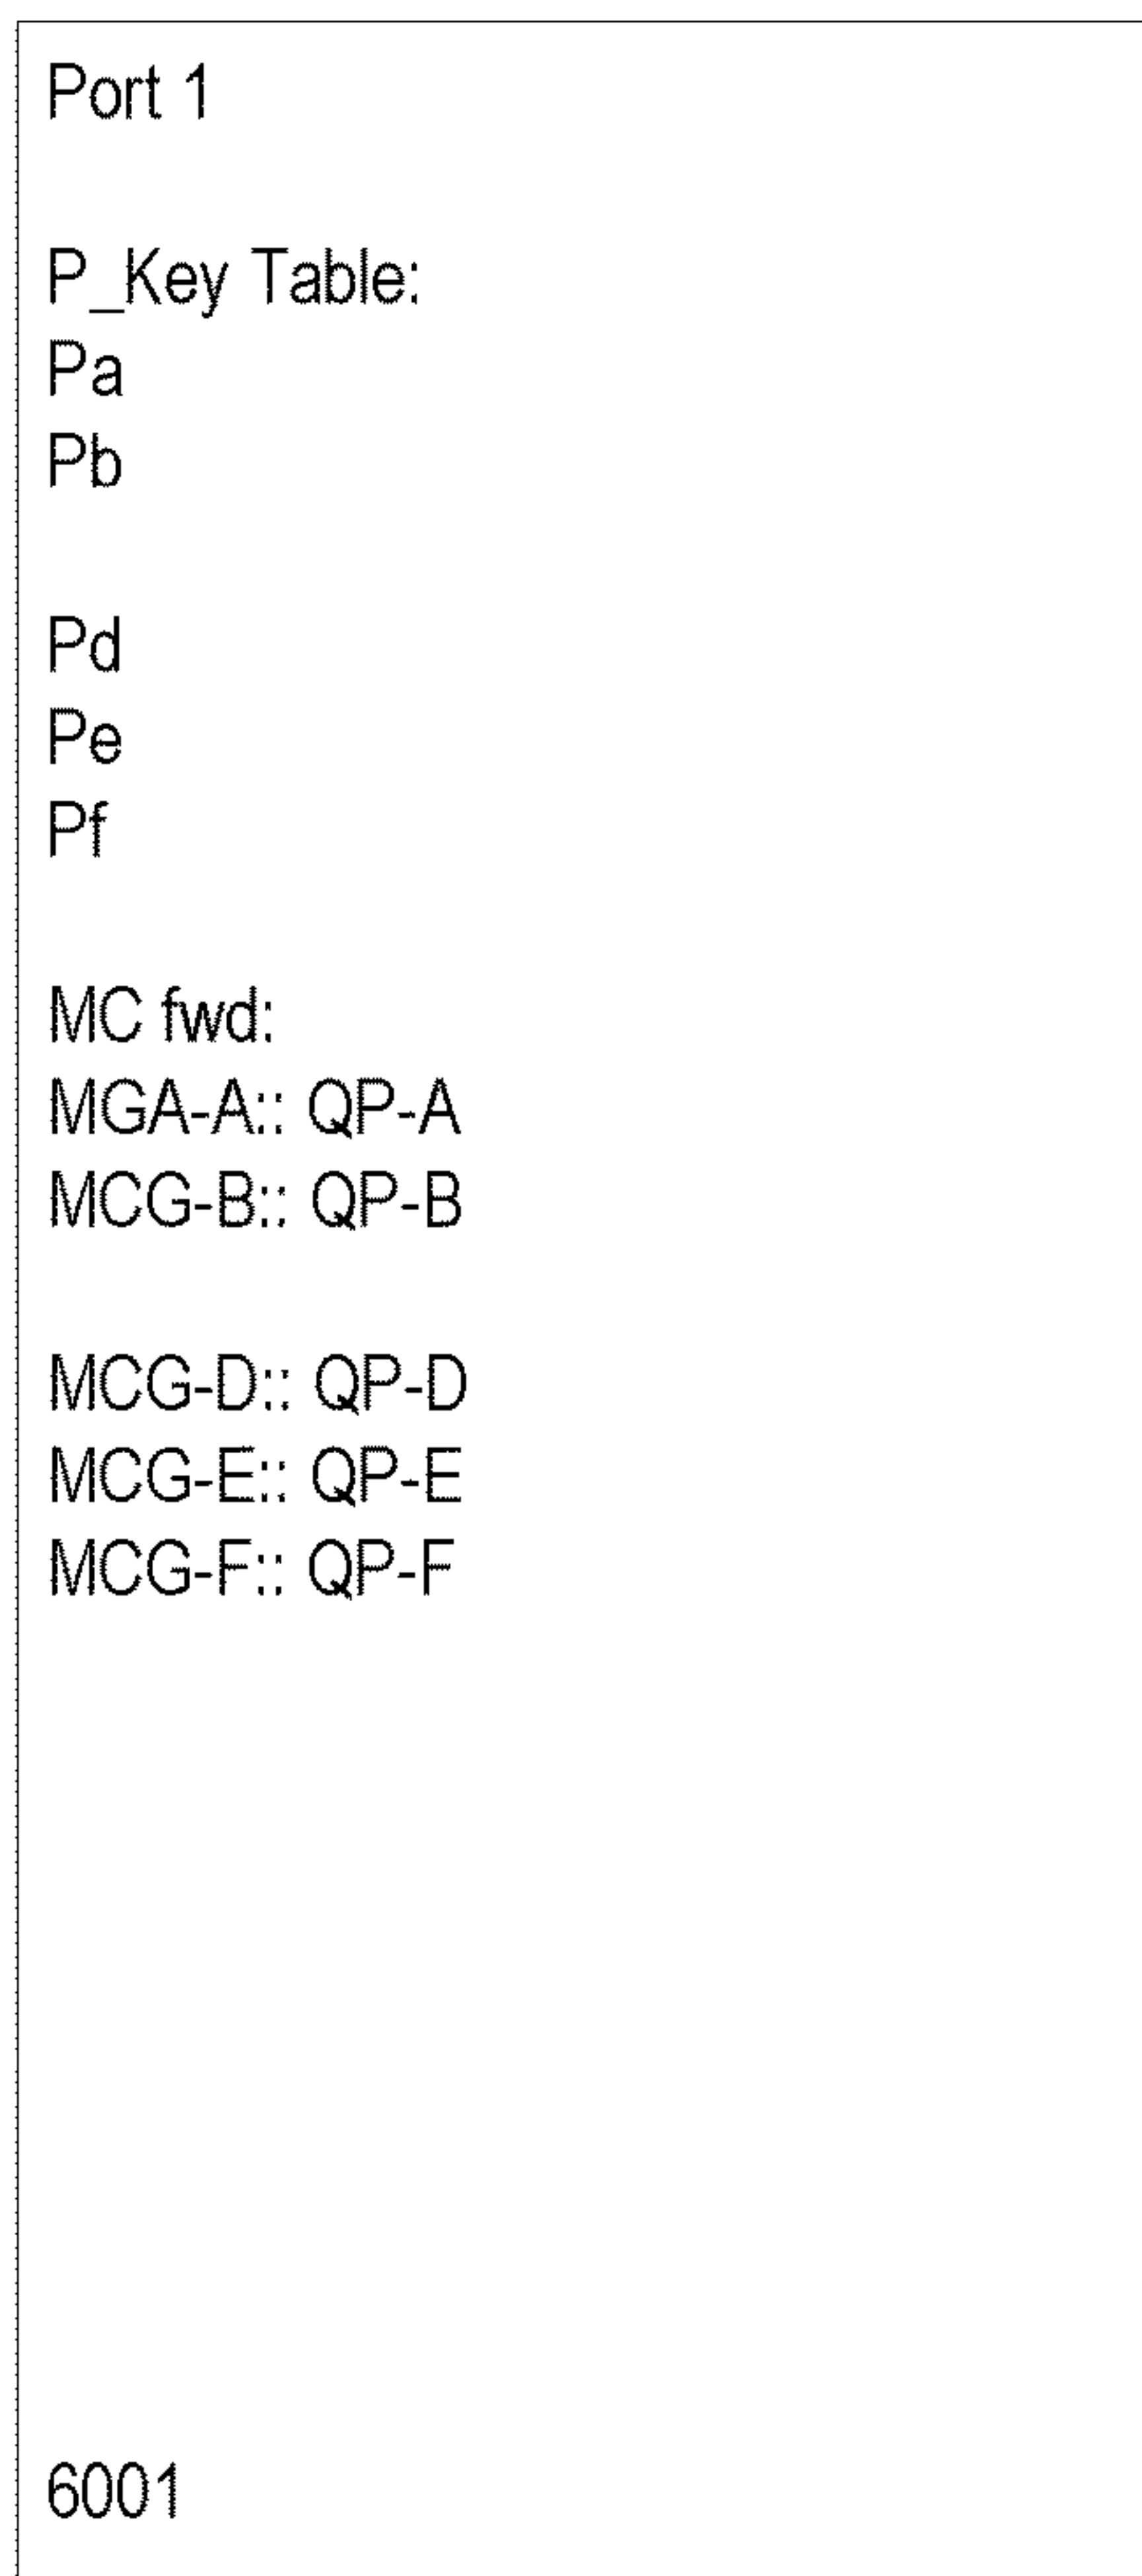 Port 1
P_Key Table:
Pa
Pb
Pd
Pe
Pf
MC fwd:
MGA-A:: QP-A
MCG-B:: QP-B
MCG-D:: QP-D
MCG-E:: QP-E
MCG-F:: QP-F
6001